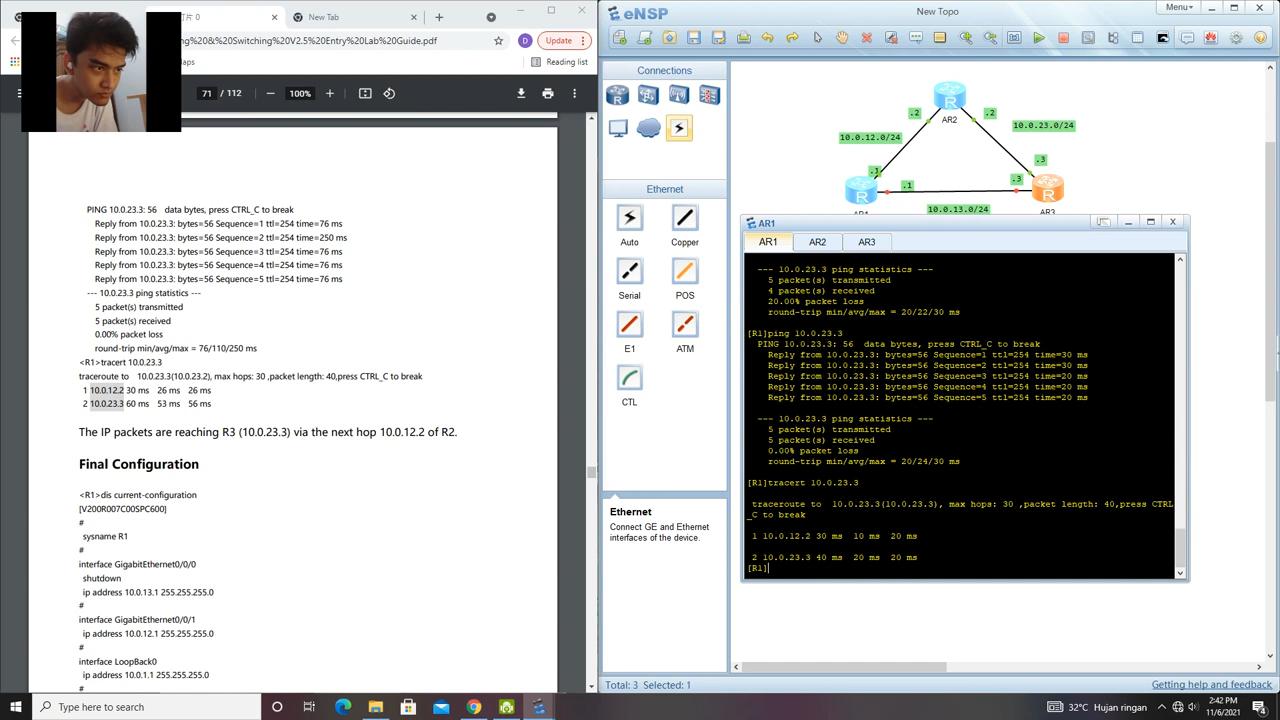 New Tab
ng%20&%20Switching%20V2.5%20Entry%20Lab%20Guide.pdf
D
Update
aps
Reading list
71 / 112
100%
PING 10.0.23.3: 56 data bytes, press CTRL_C to break
Reply from 10.0.23.3: bytes=56 Sequence=1 ttl=254 time=76 ms
Reply from 10.0.23.3: bytes=56 Sequence=2 ttl=254 time=250 ms
Reply from 10.0.23.3: bytes=56 Sequence=3 ttl=254 time=76 ms
Reply from 10.0.23.3: bytes=56 Sequence=4 ttl=254 time=76 ms
Reply from 10.0.23.3: bytes=56 Sequence=5 ttl=254 time=76 ms
--- 10.0.23.3 ping statistics ---
5 packet(s) transmitted
5 packet(s) received
0.00% packet loss
round-trip min/avg/max = 76/110/250 ms
<R1>tracert 10.0.23.3
traceroute to 10.0.23.3(10.0.23.2), max hops: 30 ,packet length: 40,press CTRL_C to break
1 10.0.12.2 30 ms 26 ms 26 ms
2 10.0.23.3 60 ms 53 ms 56 ms
The IP packets are reaching R3 (10.0.23.3) via the next hop 10.0.12.2 of R2.
Final Configuration
<R1>dis current-configuration
[V200R007C00SPC600]
#
sysname R1
#
interface GigabitEthernet0/0/0
shutdown
ip address 10.0.13.1 255.255.255.0
#
interface GigabitEthernet0/0/1
ip address 10.0.12.1 255.255.255.0
#
interface LoopBack0
ip address 10.0.1.1 255.255.255.0
#
eNSP
New Topo
Menu
Connections
Ethernet
Auto
Copper
Serial
POS
E1
ATM
CTL
Ethernet
Connect GE and Ethernet
interfaces of the device.
AR2
.2
.2
10.0.12.0/24
10.0.23.0/24
.3
.1
.1
.3
AR1
AR3
10.0.13.0/24
AR1
AR1
AR2
AR3
--- 10.0.23.3 ping statistics ---
5 packet(s) transmitted
4 packet(s) received
20.00% packet loss
round-trip min/avg/max = 20/22/30 ms
[R1]ping 10.0.23.3
PING 10.0.23.3: 56 data bytes, press CTRL_C to break
Reply from 10.0.23.3: bytes=56 Sequence=1 ttl=254 time=30 ms
Reply from 10.0.23.3: bytes=56 Sequence=2 ttl=254 time=30 ms
Reply from 10.0.23.3: bytes=56 Sequence=3 ttl=254 time=20 ms
Reply from 10.0.23.3: bytes=56 Sequence=4 ttl=254 time=20 ms
Reply from 10.0.23.3: bytes=56 Sequence=5 ttl=254 time=20 ms
--- 10.0.23.3 ping statistics ---
5 packet(s) transmitted
5 packet(s) received
0.00% packet loss
round-trip min/avg/max = 20/24/30 ms
[R1]tracert 10.0.23.3
traceroute to 10.0.23.3(10.0.23.3), max hops: 30 ,packet length: 40,press CTRL
_C to break
1 10.0.12.2 30 ms 10 ms 20 ms
2 10.0.23.3 40 ms 20 ms 20 ms
[R1]
Total: 3 Selected: 1
Getting help and feedback
Type here to search
32°C Hujan ringan
2:42 PM
11/6/2021